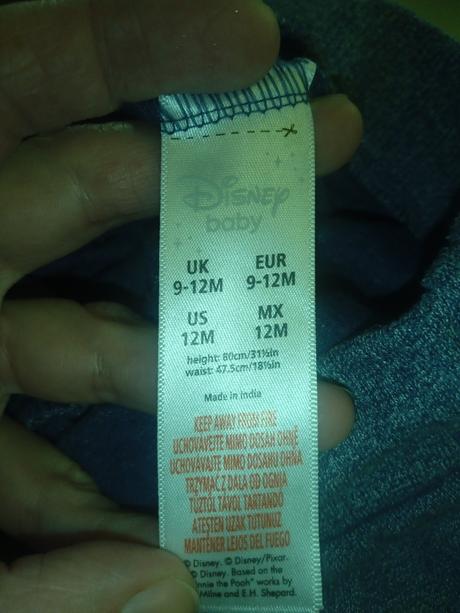 Disney
baby
UK EUR
9-12M 9-12M
US MX
12M 12M
height: 80cm/31½in
waist: 47.5cm/18½in
Made in India
KEEP AWAY FROM FIRE
UCHOVÁVEJTE MIMO DOSAH OHNĚ
UCHOVÁVAJTE MIMO DOSAHU OHŇA
TRZYMAĆ Z DALA OD OGNIA
TŰZTŐL TÁVOL TARTANDÓ
ATEŞTEN UZAK TUTUNUZ
MANTENER LEJOS DEL FUEGO
© Disney. © Disney/Pixar.
© Disney. Based on the
"nnie the Pooh" works by
Milne and E.H. Shepard.